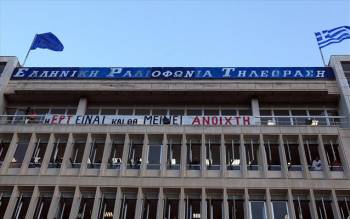 ΕΛΛΗΝΙΚΗ ΡΑΔΙΟΦΩΝΙΑ ΤΗΛΕΟΡΑΣΗ
Η ΕΡΤ ΕΙΝΑΙ ΚΑΙ ΘΑ ΜΕΙΝΕΙ ΑΝΟΙΧΤΗ